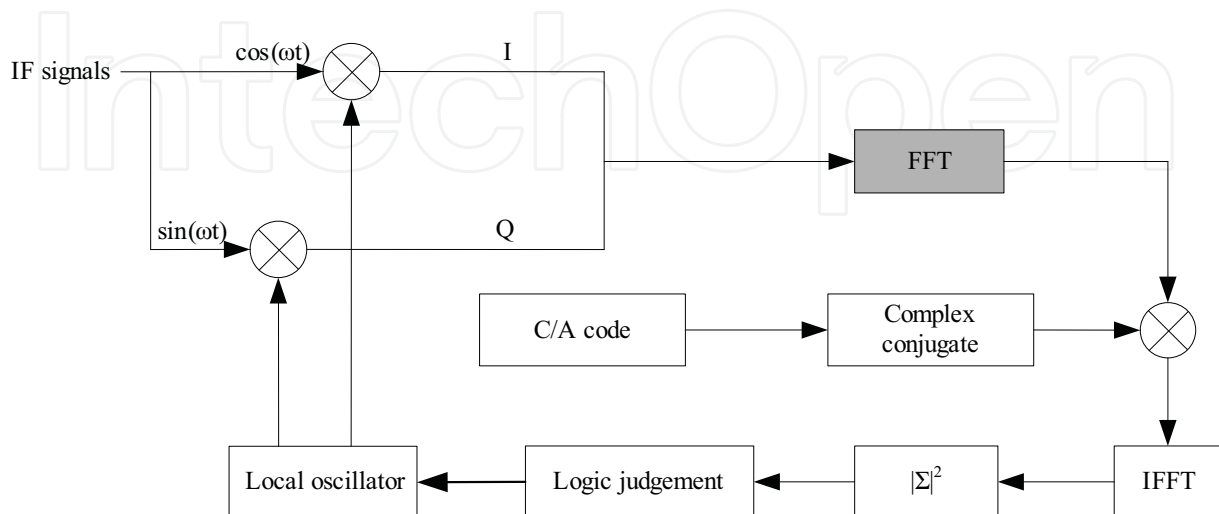 IntechOpen
cos(ωt)
I
IF signals
FFT
sin(ωt)
Q
C/A code
Complex
conjugate
Local oscillator
Logic judgement
|Σ|²
IFFT